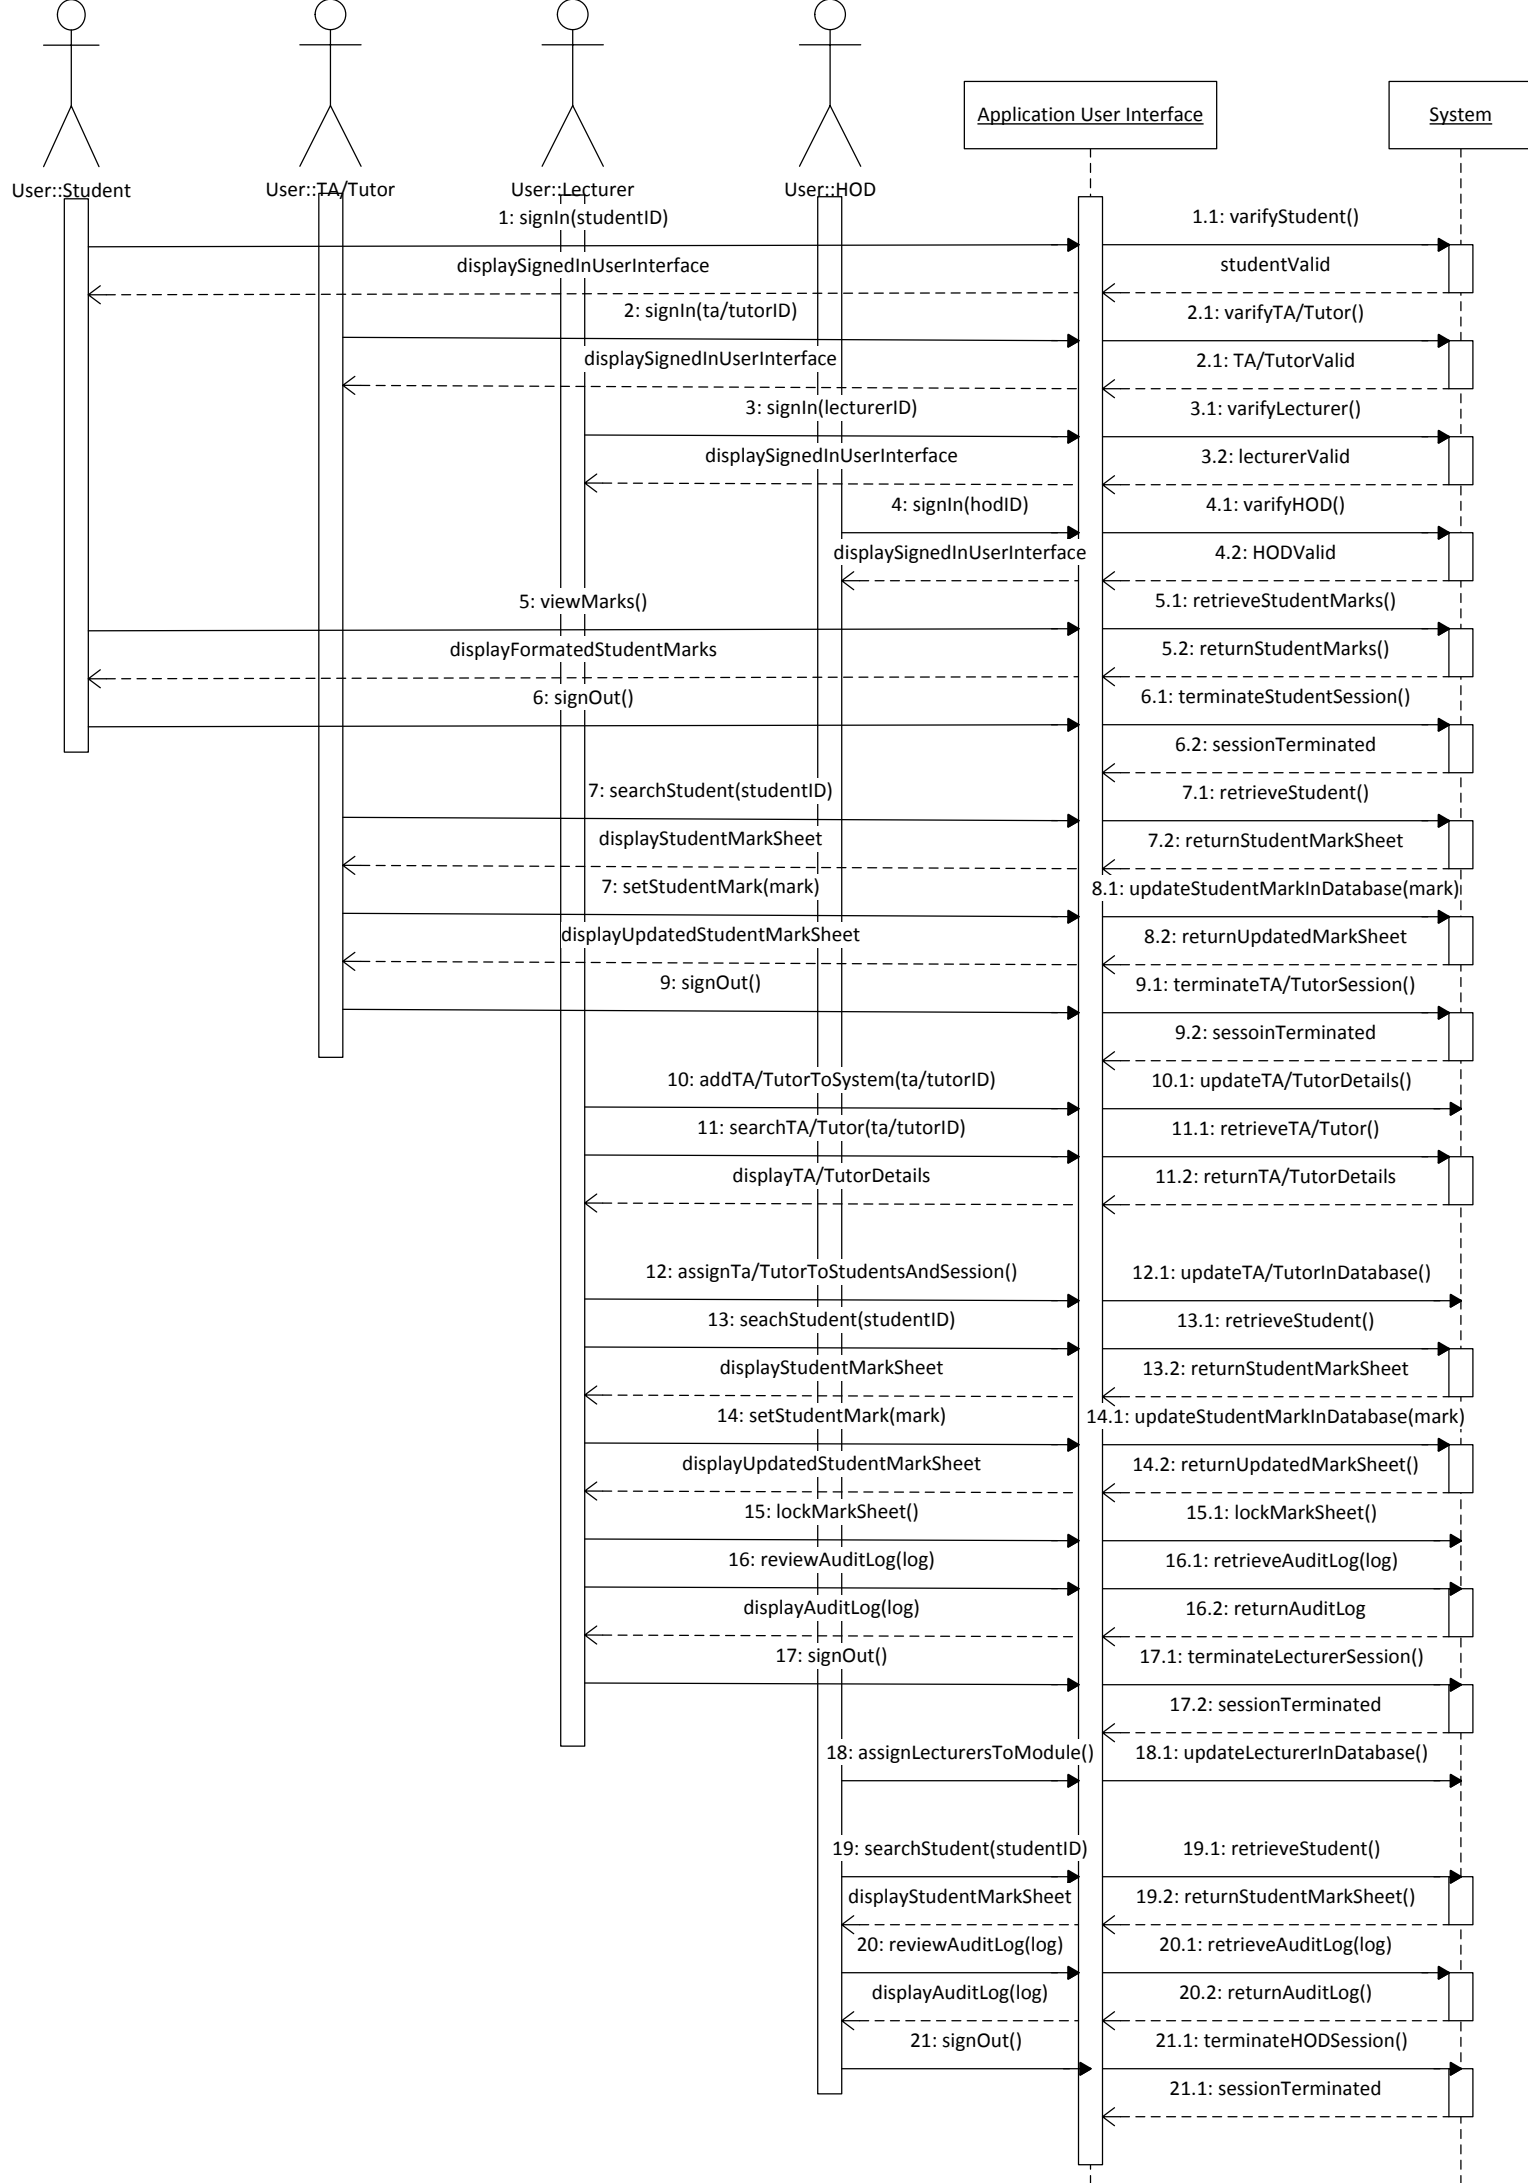 Application User Interface
System
User::Student
User::TA/Tutor
User::Lecturer
User::HOD
1: signIn(studentID)
1.1: varifyStudent()
displaySignedInUserInterface
studentValid
2: signIn(ta/tutorID)
2.1: varifyTA/Tutor()
displaySignedInUserInterface
2.1: TA/TutorValid
3: signIn(lecturerID)
3.1: varifyLecturer()
displaySignedInUserInterface
3.2: lecturerValid
4: signIn(hodID)
4.1: varifyHOD()
displaySignedInUserInterface
4.2: HODValid
5: viewMarks()
5.1: retrieveStudentMarks()
displayFormatedStudentMarks
5.2: returnStudentMarks()
6: signOut()
6.1: terminateStudentSession()
6.2: sessionTerminated
7: searchStudent(studentID)
7.1: retrieveStudent()
displayStudentMarkSheet
7.2: returnStudentMarkSheet
7: setStudentMark(mark)
8.1: updateStudentMarkInDatabase(mark)
displayUpdatedStudentMarkSheet
8.2: returnUpdatedMarkSheet
9: signOut()
9.1: terminateTA/TutorSession()
9.2: sessoinTerminated
10: addTA/TutorToSystem(ta/tutorID)
10.1: updateTA/TutorDetails()
11: searchTA/Tutor(ta/tutorID)
11.1: retrieveTA/Tutor()
displayTA/TutorDetails
11.2: returnTA/TutorDetails
12: assignTa/TutorToStudentsAndSession()
12.1: updateTA/TutorInDatabase()
13: seachStudent(studentID)
13.1: retrieveStudent()
displayStudentMarkSheet
13.2: returnStudentMarkSheet
14: setStudentMark(mark)
14.1: updateStudentMarkInDatabase(mark)
displayUpdatedStudentMarkSheet
14.2: returnUpdatedMarkSheet()
15: lockMarkSheet()
15.1: lockMarkSheet()
16: reviewAuditLog(log)
16.1: retrieveAuditLog(log)
displayAuditLog(log)
16.2: returnAuditLog
17: signOut()
17.1: terminateLecturerSession()
17.2: sessionTerminated
18: assignLecturersToModule()
18.1: updateLecturerInDatabase()
19: searchStudent(studentID)
19.1: retrieveStudent()
displayStudentMarkSheet
19.2: returnStudentMarkSheet()
20: reviewAuditLog(log)
20.1: retrieveAuditLog(log)
displayAuditLog(log)
20.2: returnAuditLog()
21: signOut()
21.1: terminateHODSession()
21.1: sessionTerminated